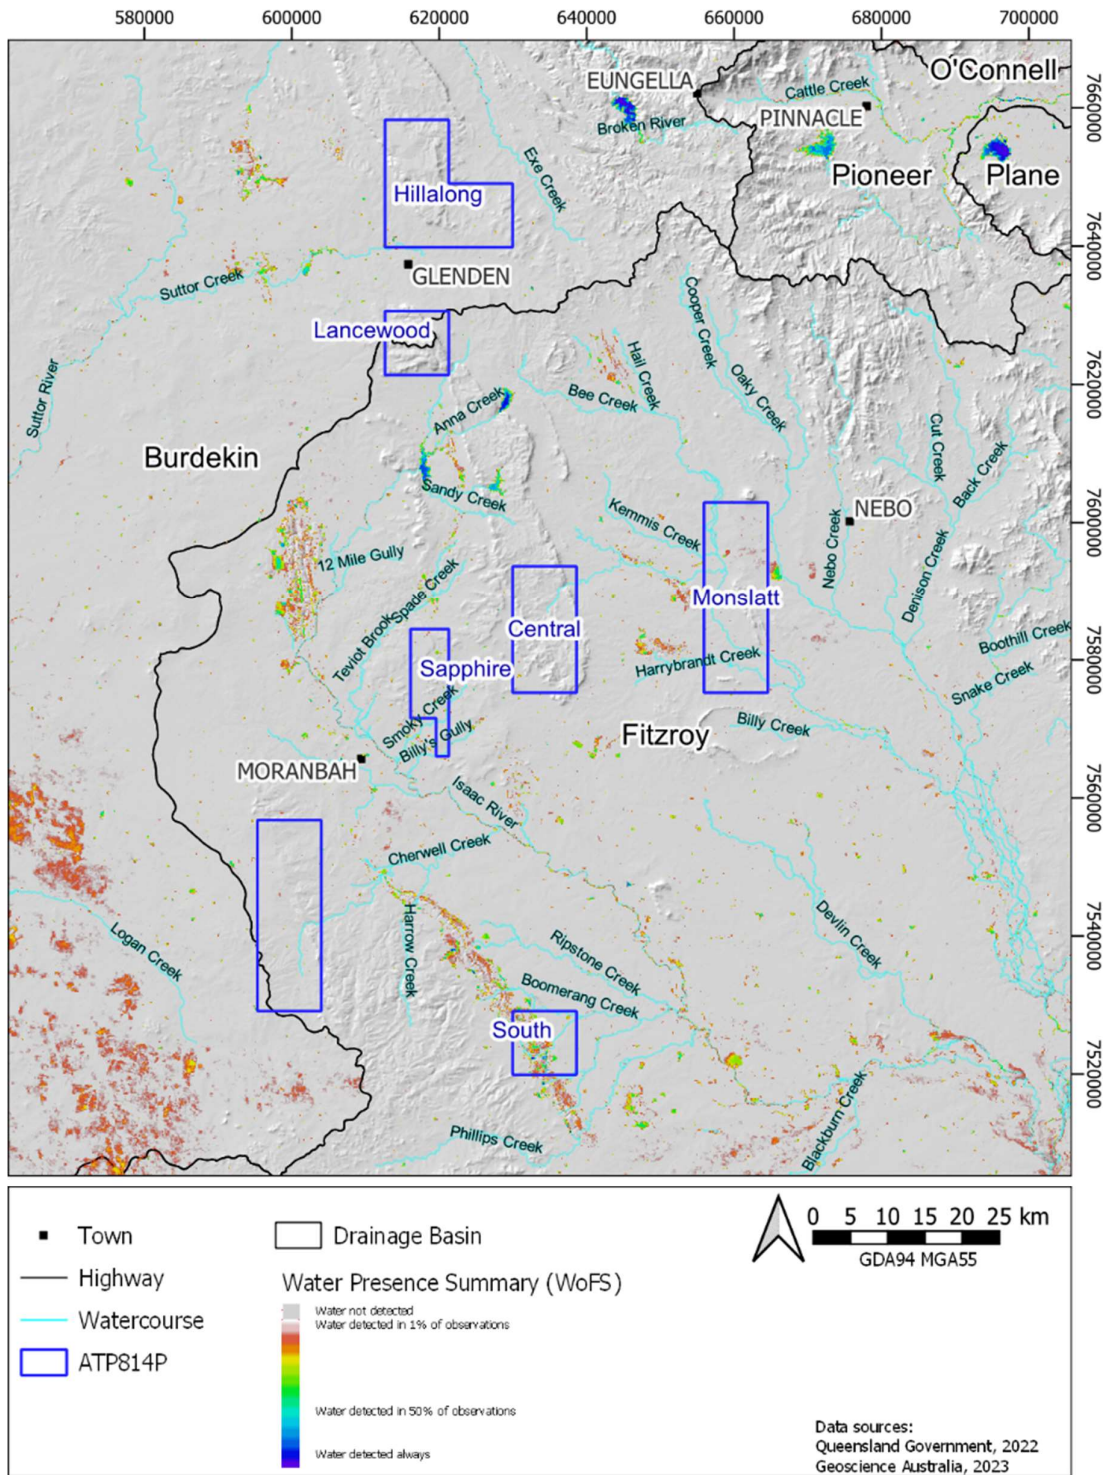 580000 600000 620000 640000 660000 680000 700000
O'Connell
EUNGELLA
Cattle Creek
7660000
PINNACLE
Broken River
Exe Creek
Pioneer
Plane
Hillalong
7640000
GLENDEN
Suttor Creek
Lancewood
Cooper Creek
Suttor River
Hail Creek
Oaky Creek
7620000
Bee Creek
Anna Creek
Cut Creek
Back Creek
Burdekin
Sandy Creek
Kemmis Creek
NEBO
7600000
12 Mile Gully
Nebo Creek
Denison Creek
Spade Creek
Monslatt
Central
Teviot Brook
Boothill Creek
Sapphire
Harrybrandt Creek
7580000
Snake Creek
Smoky Creek
Billy's Gully
Fitzroy
Billy Creek
MORANBAH
Isaac River
7560000
Cherwell Creek
Harrow Creek
Devlin Creek
Logan Creek
Ripstone Creek
7540000
Boomerang Creek
South
7520000
Blackburn Creek
Phillips Creek
Town
Highway
Watercourse
ATP814P
Drainage Basin
Water Presence Summary (WoFS)
Water not detected
Water detected in 1% of observations
Water detected in 50% of observations
Water detected always
0 5 10 15 20 25 km
GDA94 MGA55
Data sources:
Queensland Government, 2022
Geoscience Australia, 2023